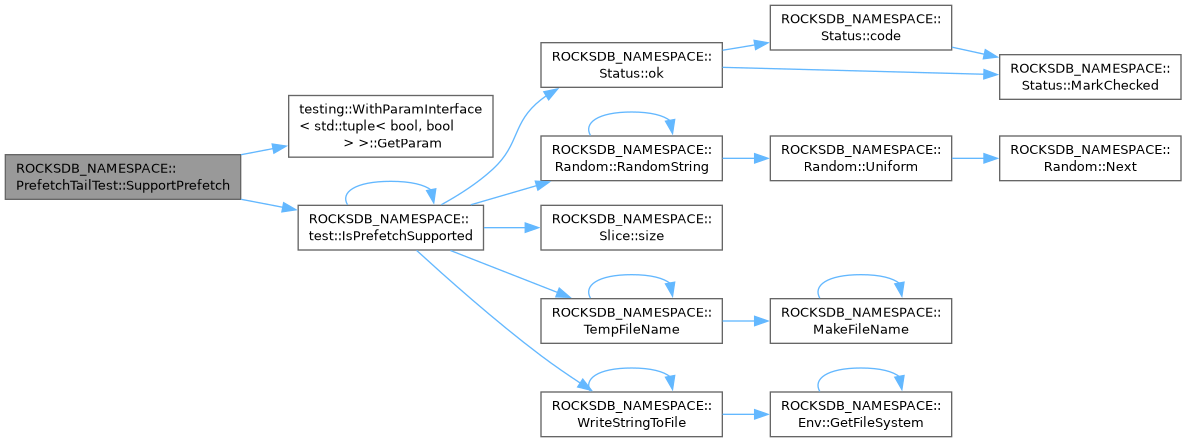 ROCKSDB_NAMESPACE::
PrefetchTailTest::SupportPrefetch
testing::WithParamInterface
< std::tuple< bool, bool
> >::GetParam
ROCKSDB_NAMESPACE::
test::IsPrefetchSupported
ROCKSDB_NAMESPACE::
Status::ok
ROCKSDB_NAMESPACE::
Status::code
ROCKSDB_NAMESPACE::
Status::MarkChecked
ROCKSDB_NAMESPACE::
Random::RandomString
ROCKSDB_NAMESPACE::
Random::Uniform
ROCKSDB_NAMESPACE::
Random::Next
ROCKSDB_NAMESPACE::
Slice::size
ROCKSDB_NAMESPACE::
TempFileName
ROCKSDB_NAMESPACE::
MakeFileName
ROCKSDB_NAMESPACE::
WriteStringToFile
ROCKSDB_NAMESPACE::
Env::GetFileSystem